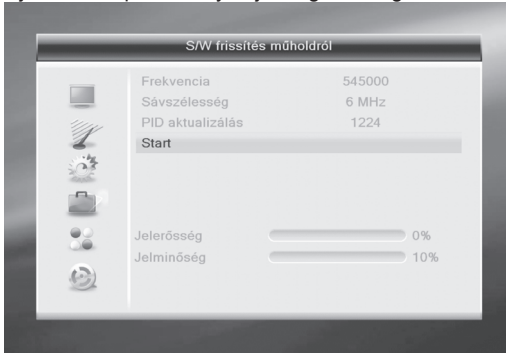 S/W frissítés műholdról
Frekvencia 545000
Sávszélesség 6 MHz
PID aktualizálás 1224
Start
Jelerősség 0%
Jelminőség 10%